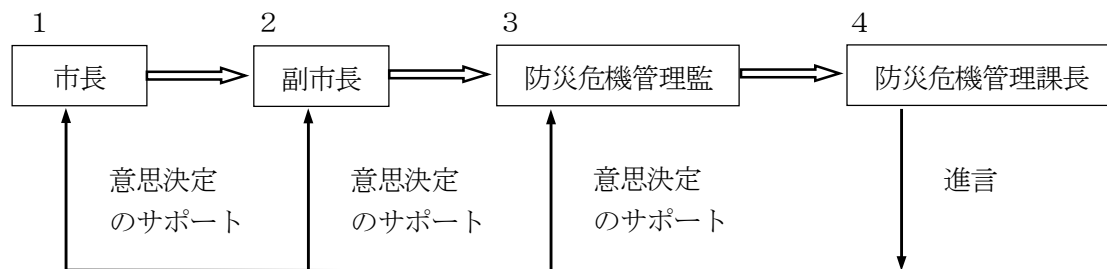 1 2 3 4
市長 副市長 防災危機管理監 防災危機管理課長
意思決定 意思決定 意思決定 進言
のサポート のサポート のサポート